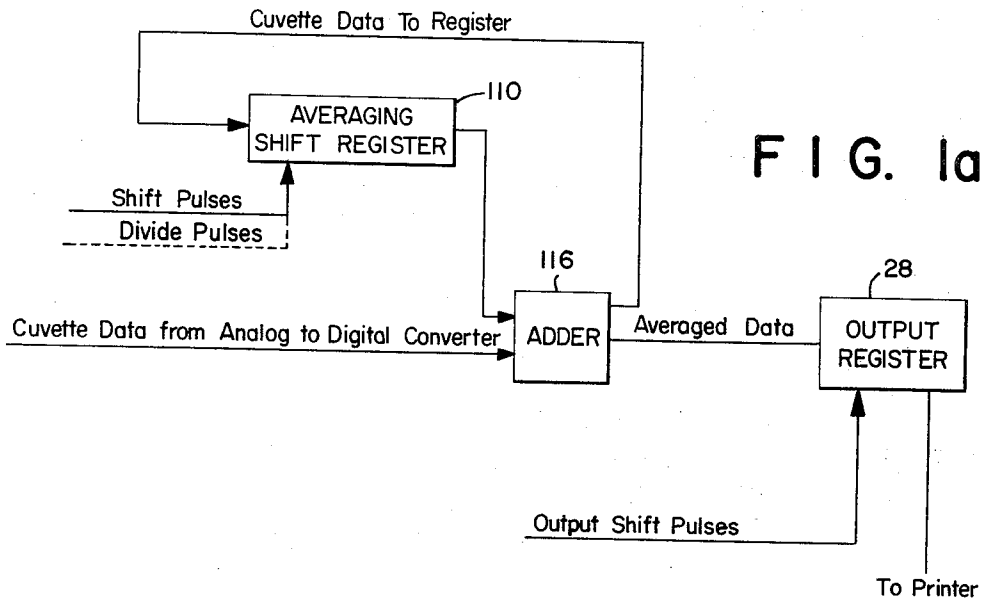 Cuvette Data To Register
110
AVERAGING
SHIFT REGISTER
FIG. 1a
Shift Pulses
Divide Pulses
116
28
Cuvette Data from Analog to Digital Converter
ADDER
Averaged Data
OUTPUT
REGISTER
Output Shift Pulses
To Printer